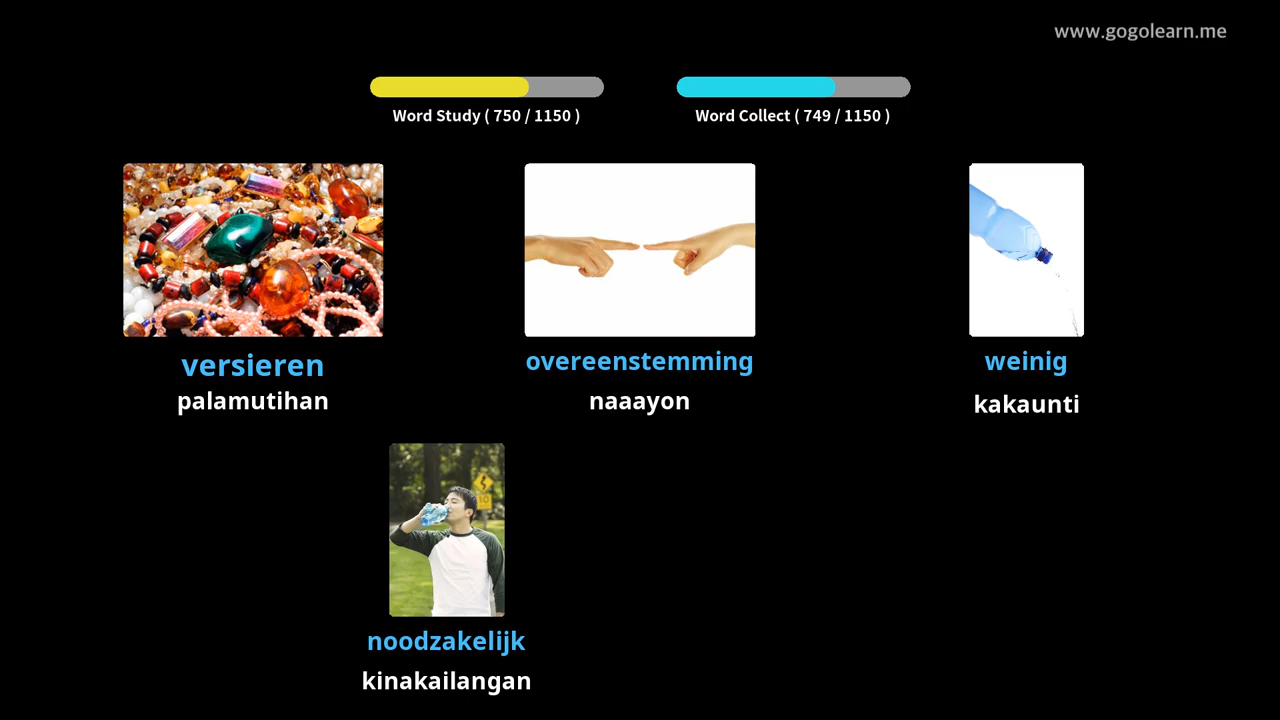 www.gogolearn.me
Word Study ( 750 / 1150 )
Word Collect ( 749 / 1150 )
versieren
palamutihan
overeenstemming
naaayon
weinig
kakaunti
10
noodzakelijk
kinakailangan